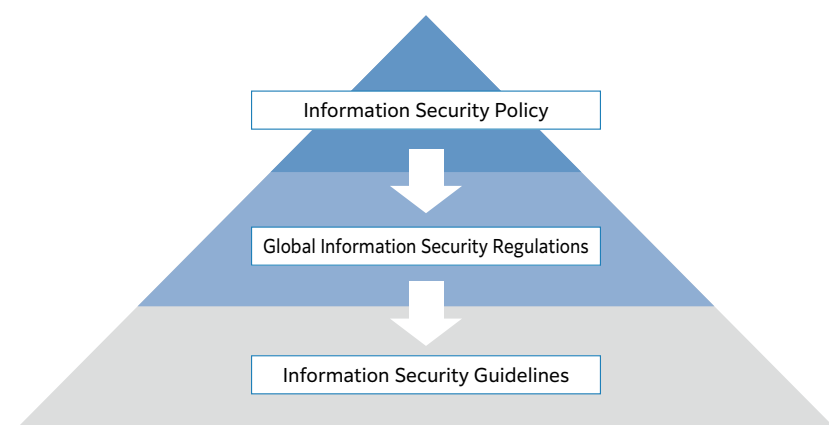 Information Security Policy
Global Information Security Regulations
Information Security Guidelines